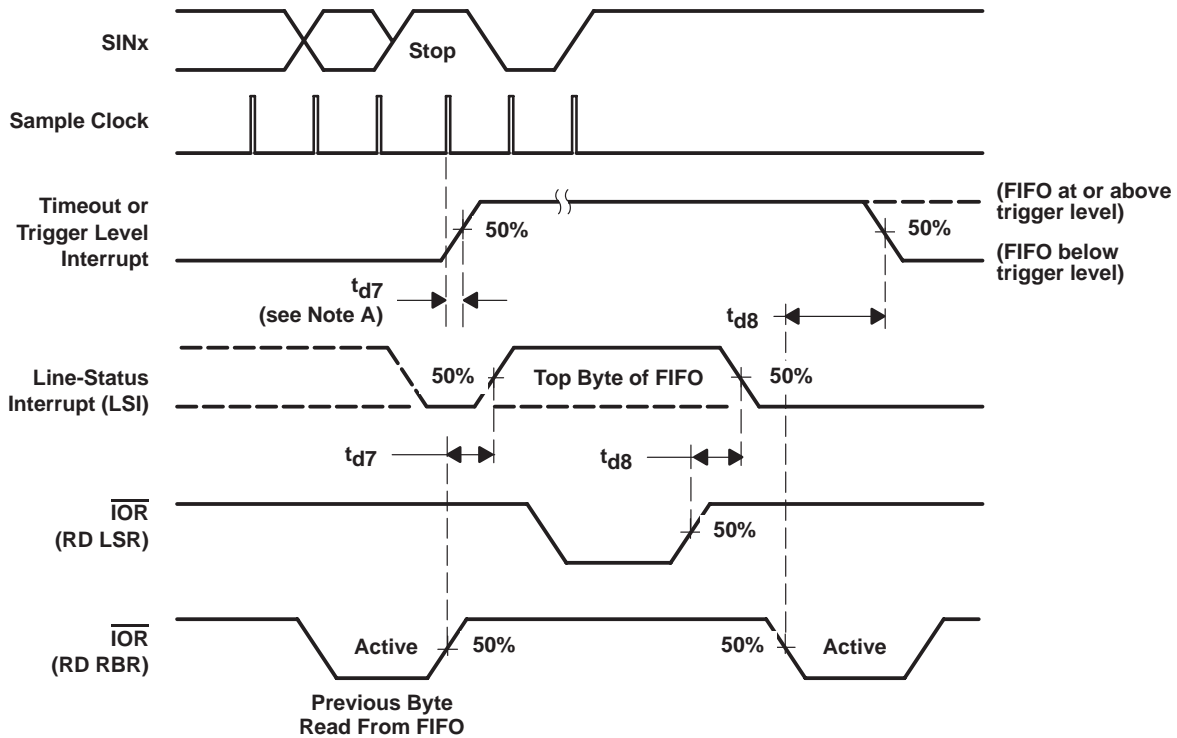 SINx
Stop
Sample Clock
Timeout or
Trigger Level
Interrupt
50%
50%
(FIFO at or above
trigger level)
(FIFO below
trigger level)
td7
(see Note A)
td8
Line-Status
Interrupt (LSI)
50%
Top Byte of FIFO
50%
td7
td8
IOR
(RD LSR)
50%
IOR
(RD RBR)
Active
50%
50%
Active
Previous Byte
Read From FIFO